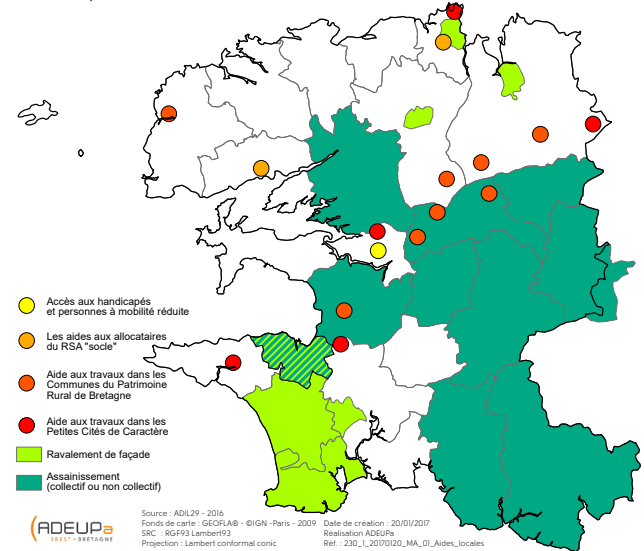 Accès aux handicapés
et personnes à mobilité réduite
Les aides aux allocataires
du RSA "socle"
Aide aux travaux dans les
Communes du Patrimoine
Rural de Bretagne
Aide aux travaux dans les
Petites Cités de Caractère
Ravalement de façade
Assainissement
(collectif ou non collectif)
ADEUPa
BREST • BRETAGNE
Source : ADIL29 - 2016
Fonds de carte : GEOFLA® - ©IGN -Paris - 2009
SRC : RGF93 Lambert93
Projection : Lambert conformal conic
Date de création : 20/01/2017
Réalisation ADEUPa
Ref. : 230_1_20170120_MA_01_Aides_locales